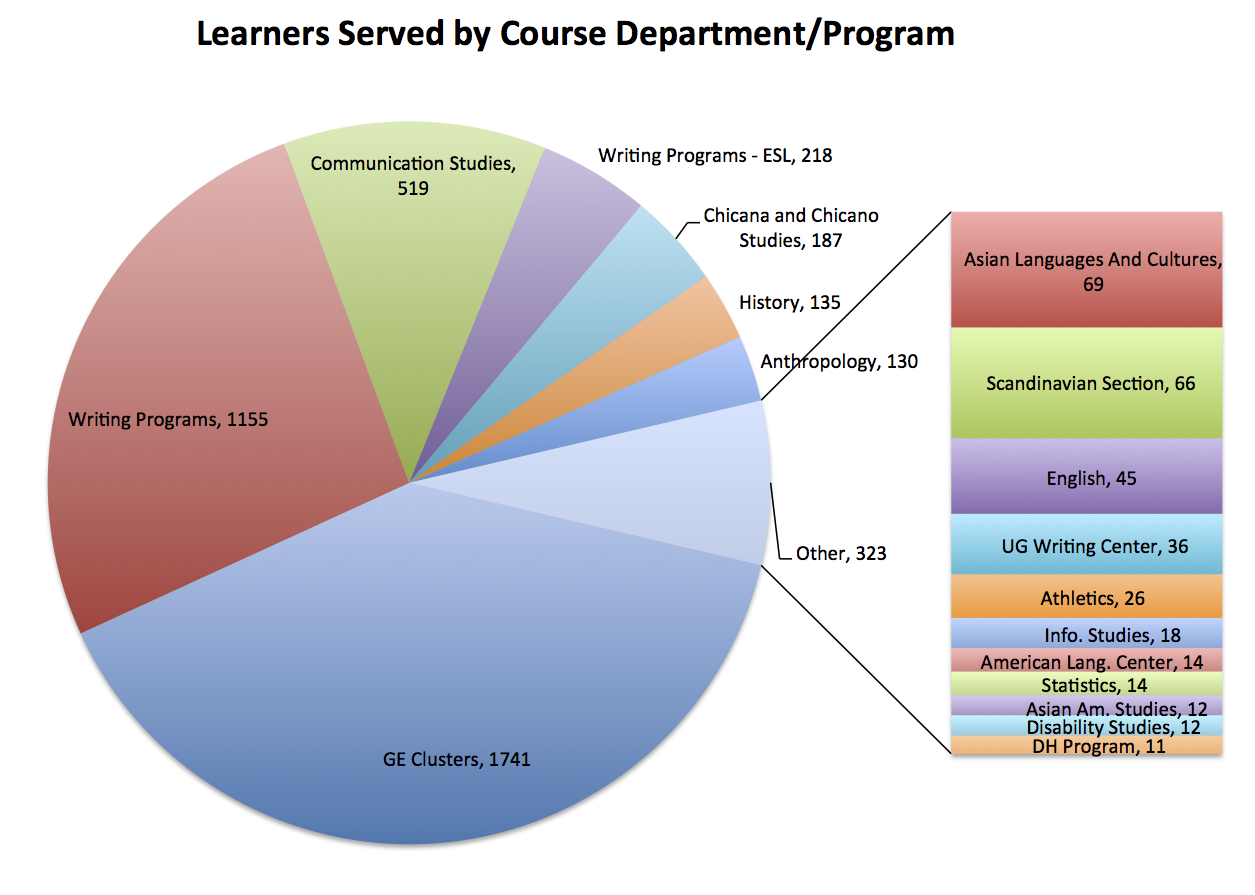 Learners Served by Course Department/Program
Communication Studies,
519
Writing Programs - ESL, 218
Chicana and Chicano
Studies, 187
History, 135
Anthropology, 130
Other, 323
Writing Programs, 1155
GE Clusters, 1741
Asian Languages And Cultures,
69
Scandinavian Section, 66
English, 45
UG Writing Center, 36
Athletics, 26
Info. Studies, 18
American Lang. Center, 14
Statistics, 14
Asian Am. Studies, 12
Disability Studies, 12
DH Program, 11